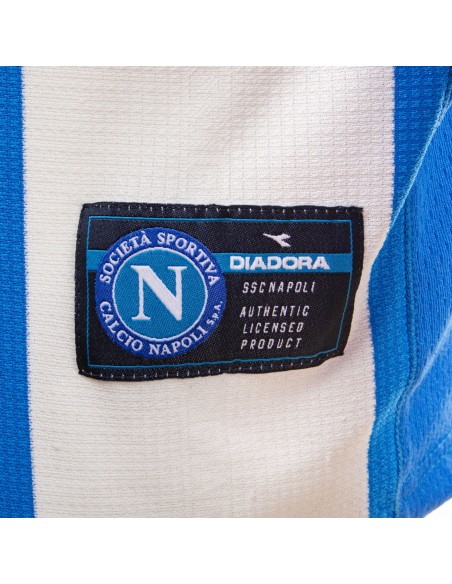 SOCIETÀ SPORTIVA
CALCIO NAPOLI S.P.A.
N
DIADORA
SSCNAPOLI
AUTHENTIC
LICENSED
PRODUCT